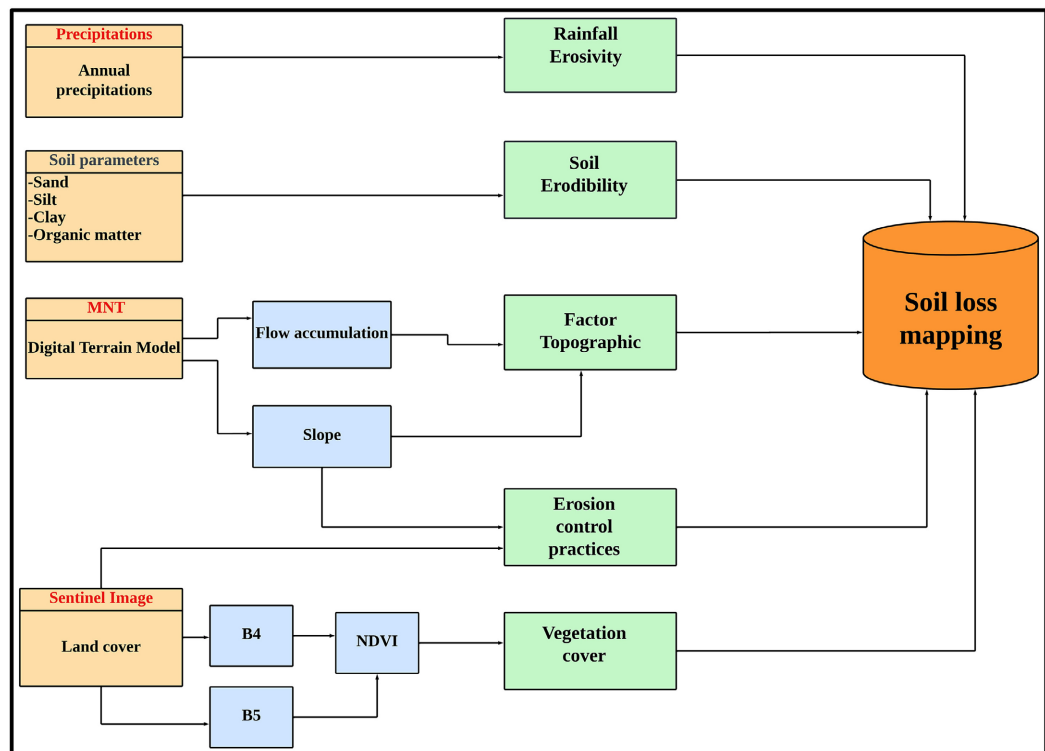 Precipitations
Annual
precipitations
Rainfall
Erosivity
Soil parameters
-Sand
-Silt
-Clay
-Organic matter
Soil
Erodibility
Soil loss
mapping
MNT
Digital Terrain Model
Flow accumulation
Factor
Topographic
Slope
Erosion
control
practices
Sentinel Image
Land cover
B4
NDVI
Vegetation
cover
B5